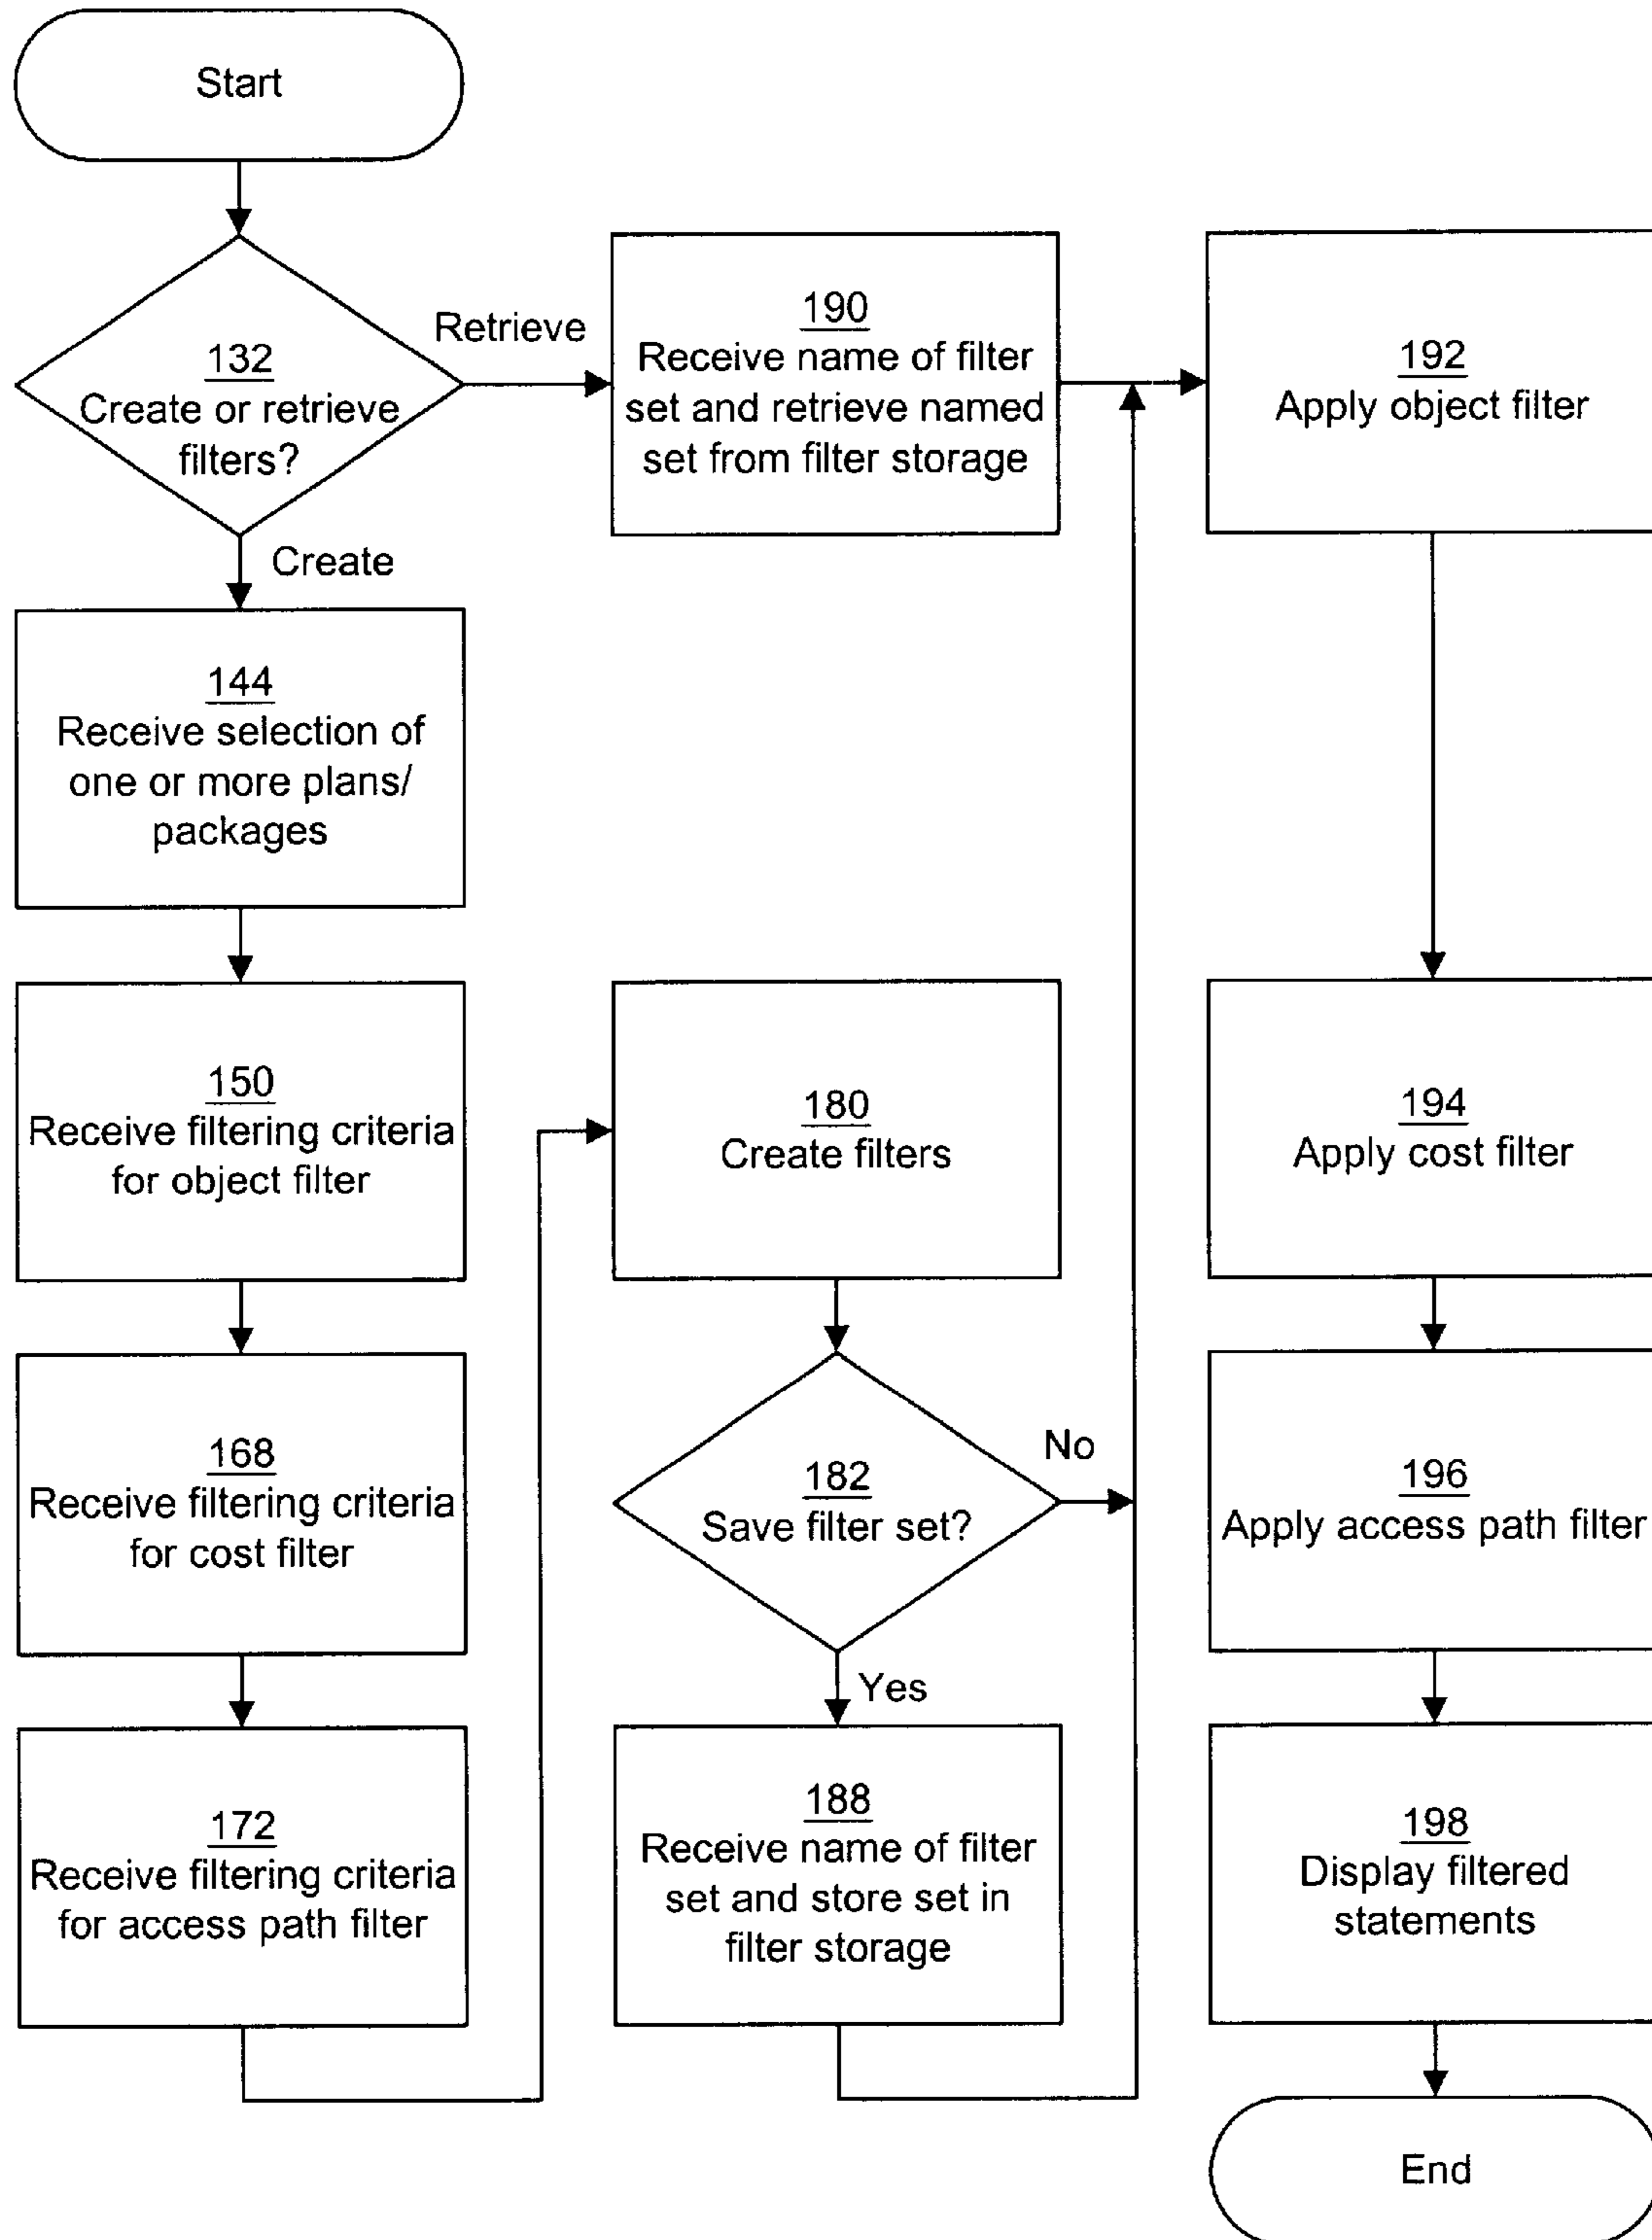 Start
132
Create or retrieve
filters?
Retrieve
Create
190
Receive name of filter
set and retrieve named
set from filter storage
192
Apply object filter
144
Receive selection of
one or more plans/
packages
150
Receive filtering criteria
for object filter
168
Receive filtering criteria
for cost filter
172
Receive filtering criteria
for access path filter
180
Create filters
182
Save filter set?
No
Yes
188
Receive name of filter
set and store set in
filter storage
194
Apply cost filter
196
Apply access path filter
198
Display filtered
statements
End